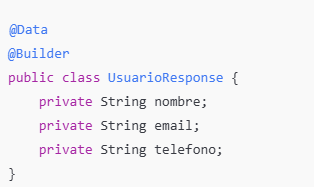 @Data
@Builder
public class UsuarioResponse {
    private String nombre;
    private String email;
    private String telefono;
}